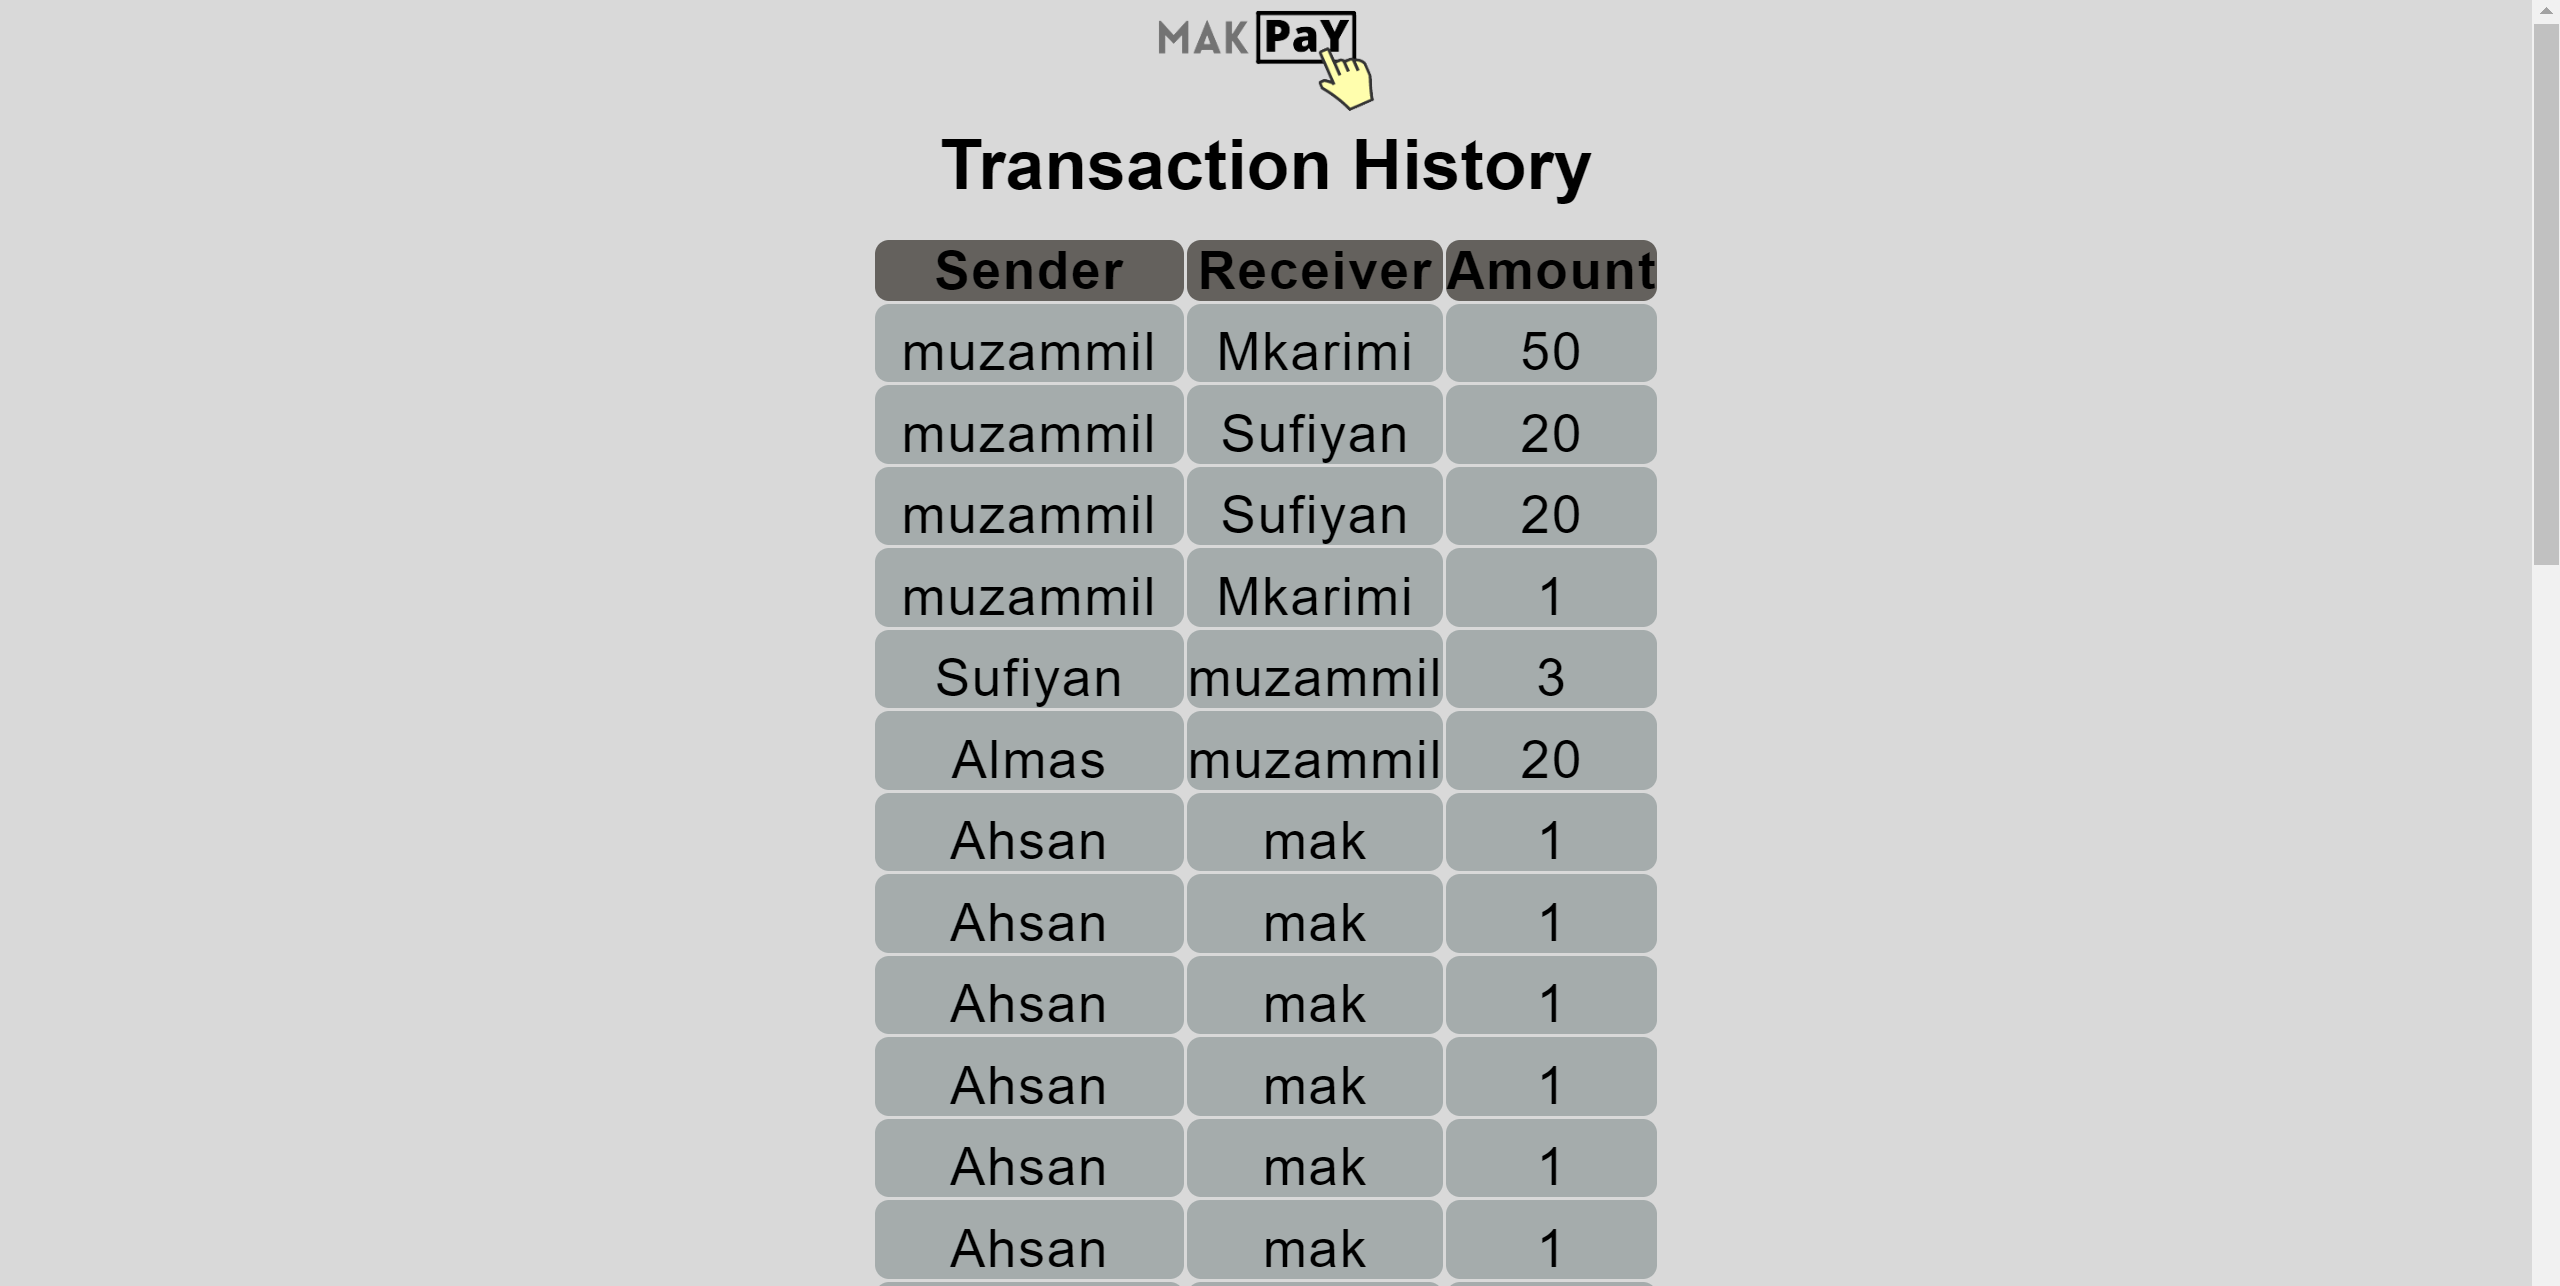 MAK PaY
Transaction History
Sender Receiver Amount
muzammil Mkarimi 50
muzammil Sufiyan 20
muzammil Sufiyan 20
muzammil Mkarimi 1
Sufiyan muzammil 3
Almas muzammil 20
Ahsan mak 1
Ahsan mak 1
Ahsan mak 1
Ahsan mak 1
Ahsan mak 1
Ahsan mak 1